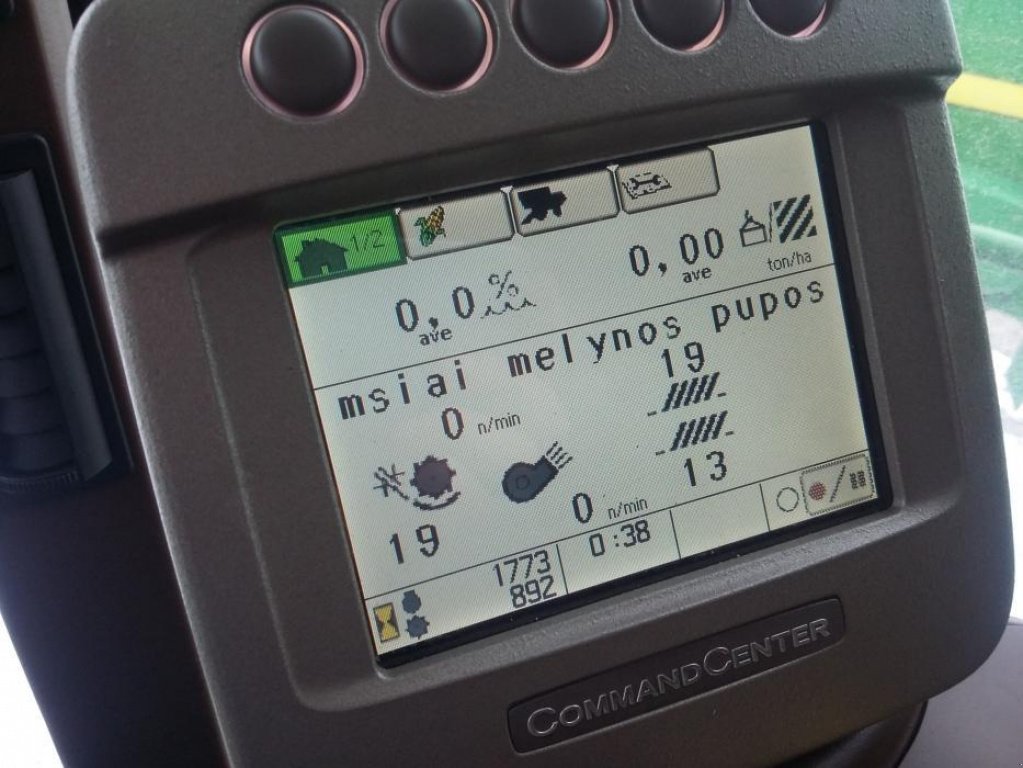 1/2
0,0 %
ave
0,00
ave
ton/ha
msiai melynos pupos
0 n/min
19
19
13
0 n/min
1773
892
0:38
COMMANDCENTER